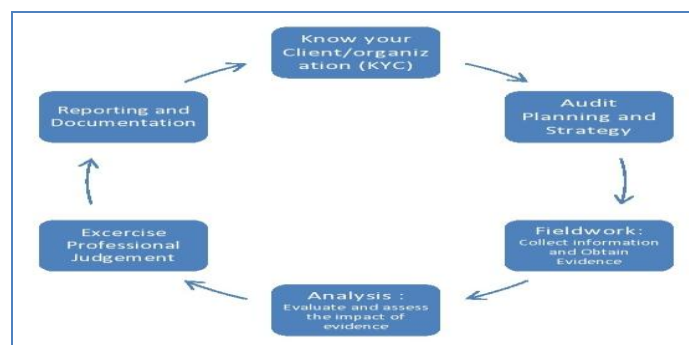 Know your
Client/organiz
ation (KYC)
Audit
Planning and
Strategy
Fieldwork:
Collect information
and Obtain
Evidence
Analysis :
Evaluate and assess
the impact of
evidence
Excercise
Professional
Judgement
Reporting and
Documentation